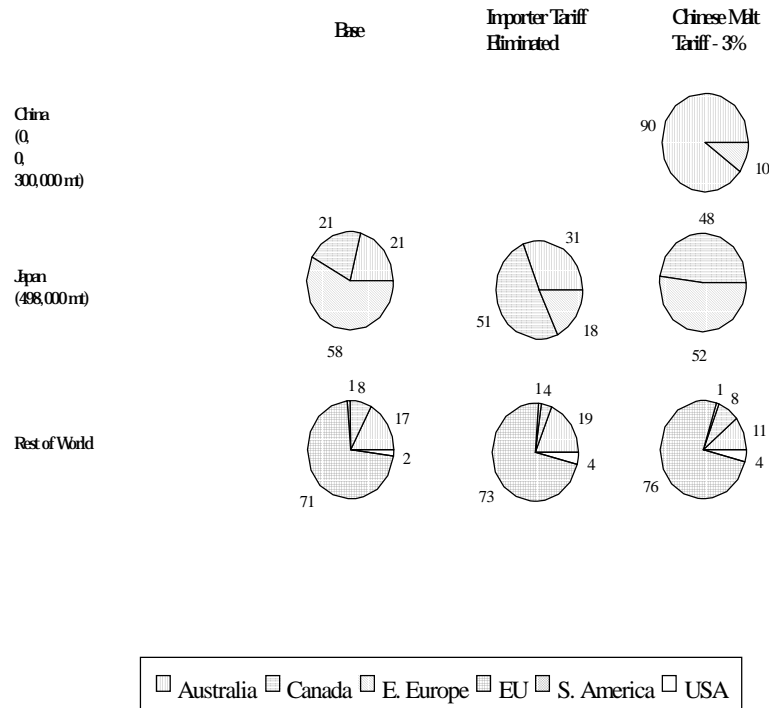 Base
Importer Tariff
Eliminated
Chinese Malt
Tariff - 3%
China
(0,
0,
300,000 mt)
90
10
Japan
(498,000 mt)
21
21
58
31
51
18
48
52
Rest of World
1 8
17
2
71
1 4
19
4
73
1
8
11
4
76
Australia Canada E. Europe EU S. America USA